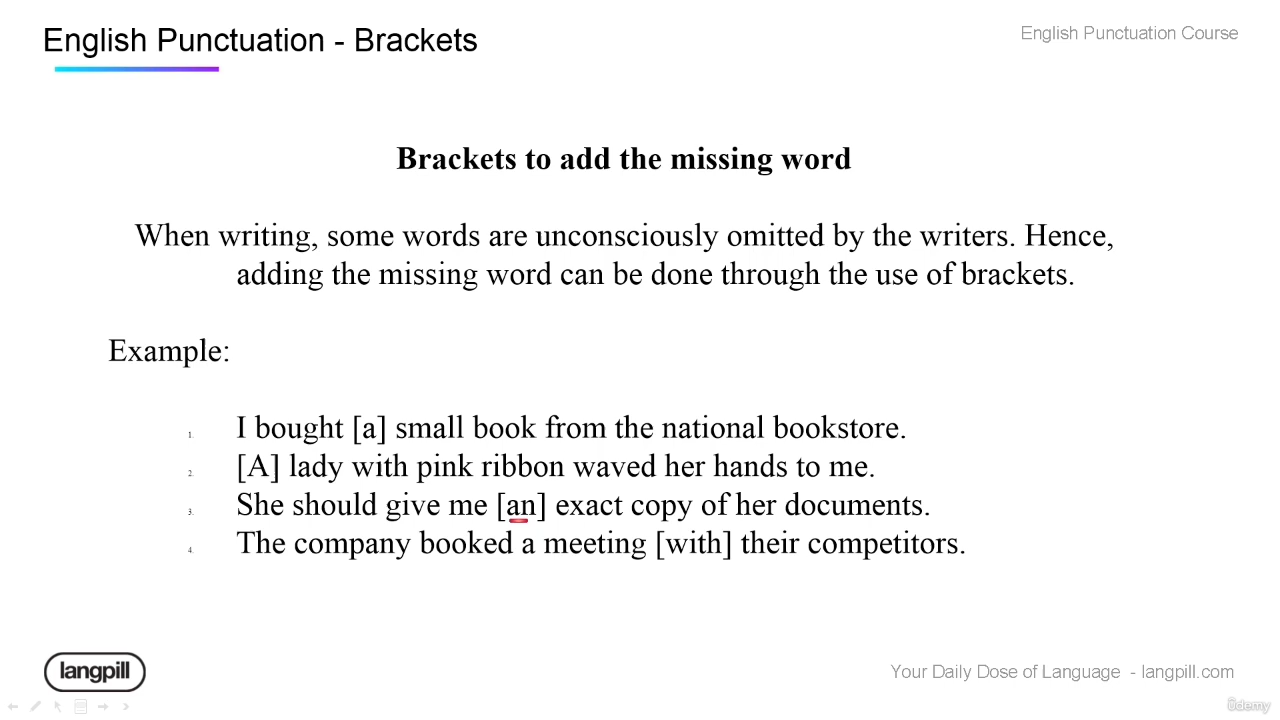 English Punctuation - Brackets
English Punctuation Course
Brackets to add the missing word
When writing, some words are unconsciously omitted by the writers. Hence,
adding the missing word can be done through the use of brackets.
Example:
1. I bought [a] small book from the national bookstore.
2. [A] lady with pink ribbon waved her hands to me.
3. She should give me [an] exact copy of her documents.
4. The company booked a meeting [with] their competitors.
langpill
Your Daily Dose of Language - langpill.com
ûdemy